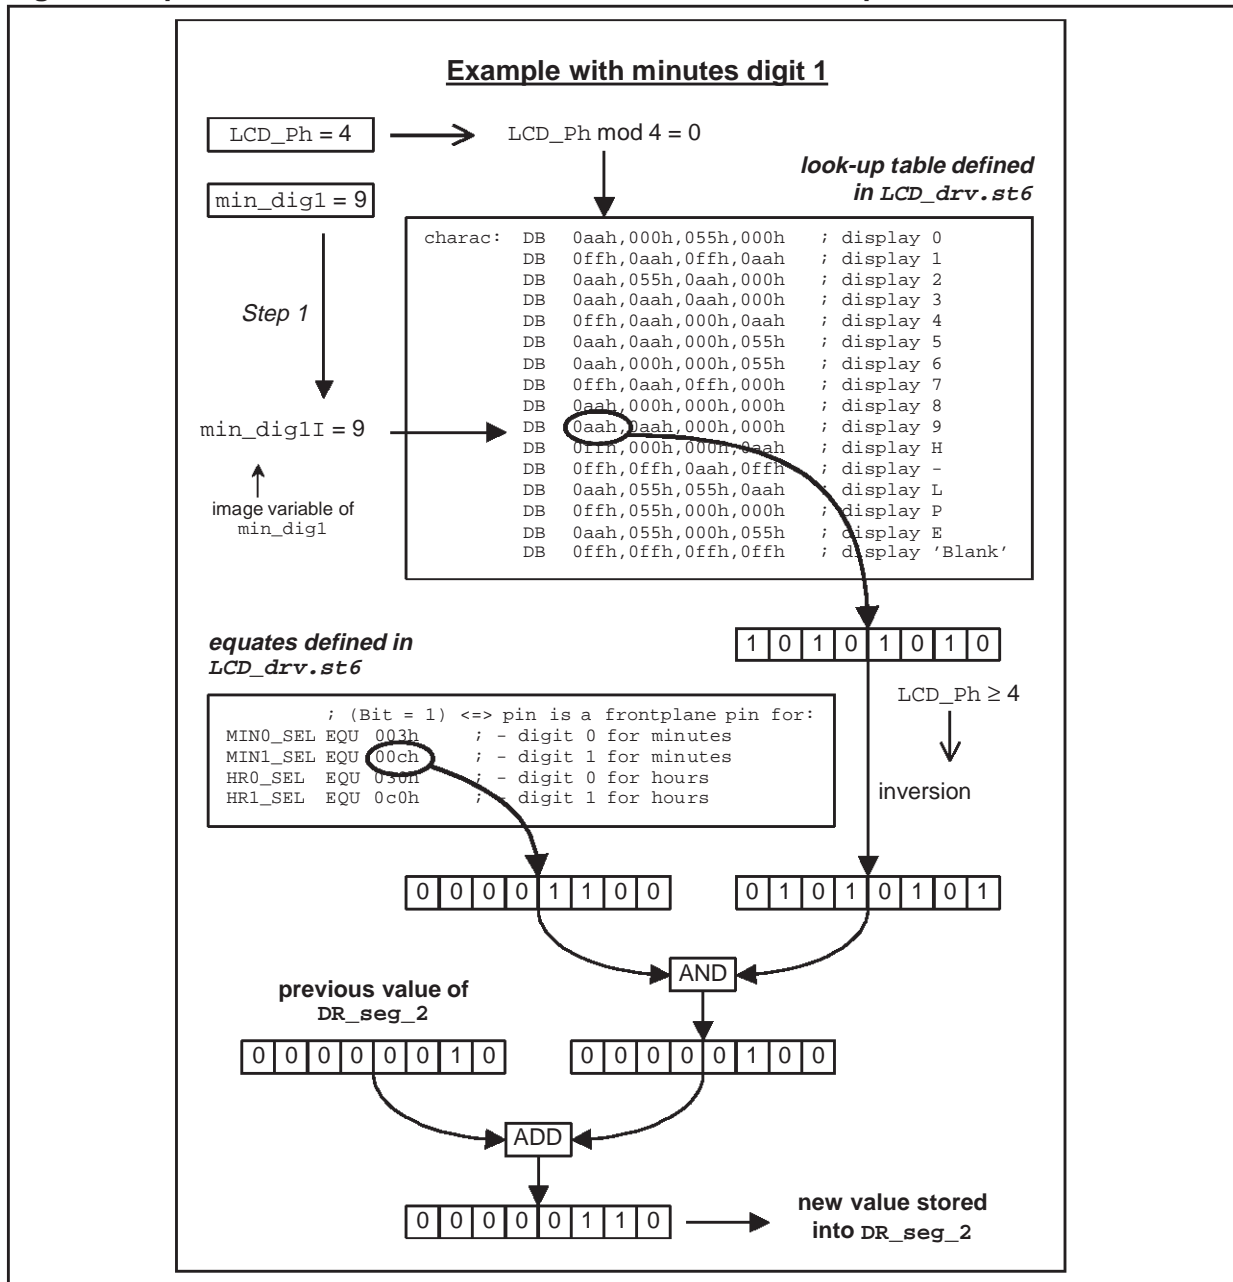 Example with minutes digit 1
LCD_Ph = 4
LCD_Ph mod 4 = 0
look-up table defined
in LCD_drv.st6
min_dig1 = 9
charac: DB 0aah,000h,055h,000h ; display 0
DB 0ffh,0aah,0ffh,0aah ; display 1
DB 0aah,055h,0aah,000h ; display 2
DB 0aah,0aah,0aah,000h ; display 3
DB 0ffh,0aah,000h,0aah ; display 4
DB 0aah,0aah,000h,055h ; display 5
DB 0aah,000h,000h,055h ; display 6
DB 0ffh,0aah,0ffh,000h ; display 7
DB 0aah,000h,000h,000h ; display 8
DB 0aah,0aah,000h,000h ; display 9
DB 0ffh,000h,000h,0aah ; display H
DB 0ffh,0ffh,0aah,0ffh ; display -
DB 0aah,055h,055h,0aah ; display L
DB 0ffh,055h,000h,000h ; display P
DB 0aah,055h,000h,055h ; display E
DB 0ffh,0ffh,0ffh,0ffh ; display 'Blank'
Step 1
min_dig1I = 9
image variable of
min_dig1
1 0 1 0 1 0 1 0
equates defined in
LCD_drv.st6
LCD_Ph ≥ 4
inversion
; (Bit = 1) <=> pin is a frontplane pin for:
MIN0_SEL EQU 003h ; - digit 0 for minutes
MIN1_SEL EQU 00ch ; - digit 1 for minutes
HR0_SEL EQU 030h ; - digit 0 for hours
HR1_SEL EQU 0c0h ; - digit 1 for hours
0 0 0 0 1 1 0 0
0 1 0 1 0 1 0 1
AND
previous value of
DR_seg_2
0 0 0 0 0 0 1 0
0 0 0 0 0 1 0 0
ADD
0 0 0 0 0 1 1 0
new value stored
into DR_seg_2